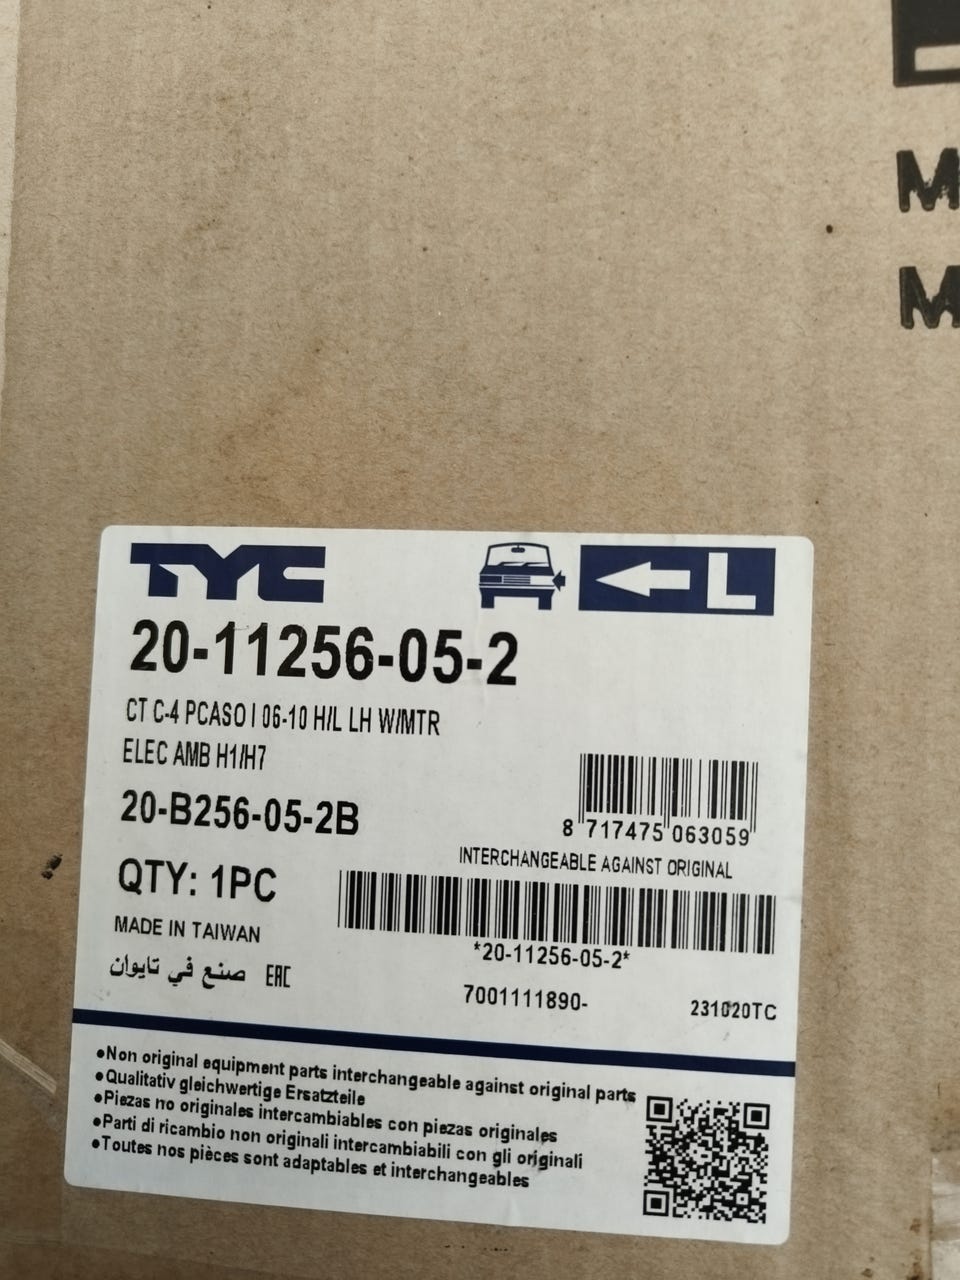 M
M
TYC
L
20-11256-05-2
CT C-4 PCASO I 06-10 H/L LH W/MTR
ELEC AMB H1/H7
20-B256-05-2B
8 717475 063059
INTERCHANGEABLE AGAINST ORIGINAL
QTY: 1PC
*20-11256-05-2*
MADE IN TAIWAN
صنع في تايوان EAC
7001111890-
231020TC
•Non original equipment parts interchangeable against original parts
•Qualitativ gleichwertige Ersatzteile
•Piezas no originales intercambiables con piezas originales
•Parti di ricambio non originali intercambiabili con gli originali
•Toutes nos pièces sont adaptables et interchangeables